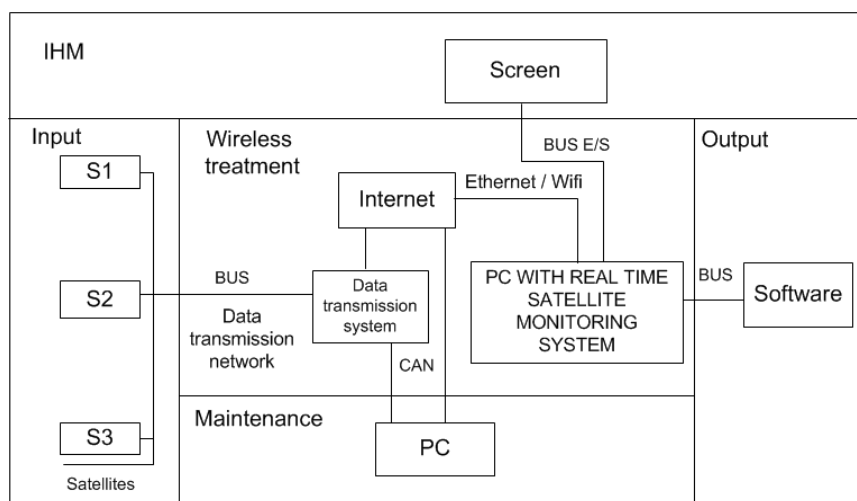 IHM
Screen
Input
S1
S2
S3
Satellites
Wireless
treatment
BUS E/S
Ethernet / Wifi
Internet
BUS
Data
transmission
network
Data
transmission
system
CAN
PC WITH REAL TIME
SATELLITE
MONITORING
SYSTEM
Output
BUS
Software
Maintenance
PC